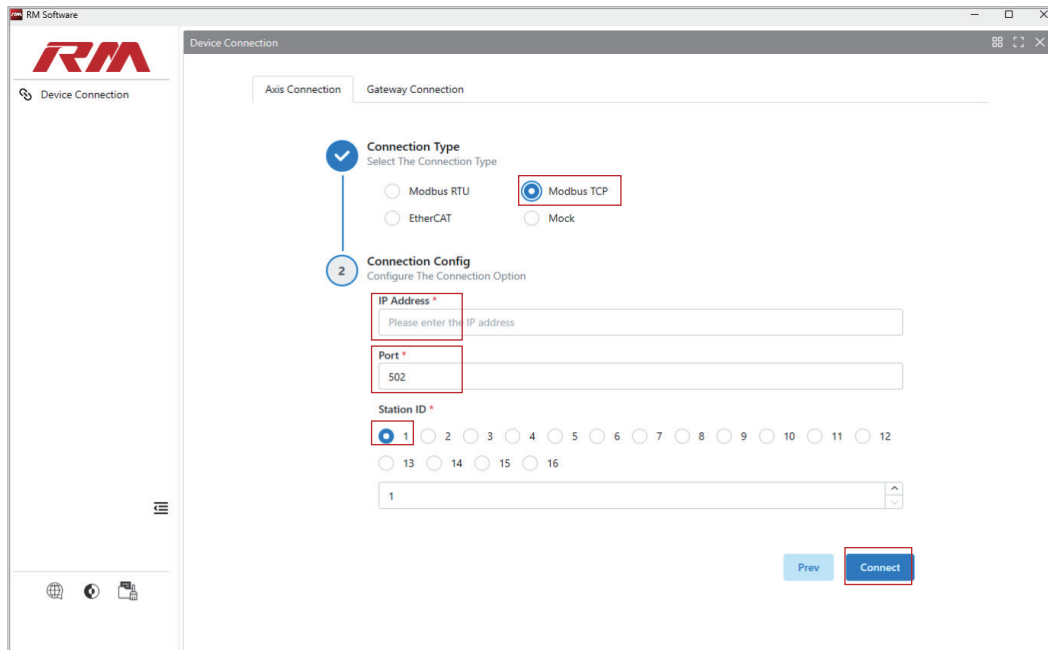 RM Software
RM
Device Connection
Device Connection
Axis Connection Gateway Connection
Connection Type
Select The Connection Type
Modbus RTU Modbus TCP
EtherCAT Mock
2 Connection Config
Configure The Connection Option
IP Address *
Please enter the IP address
Port *
502
Station ID *
1 2 3 4 5 6 7 8 9 10 11 12
13 14 15 16
1
Prev Connect